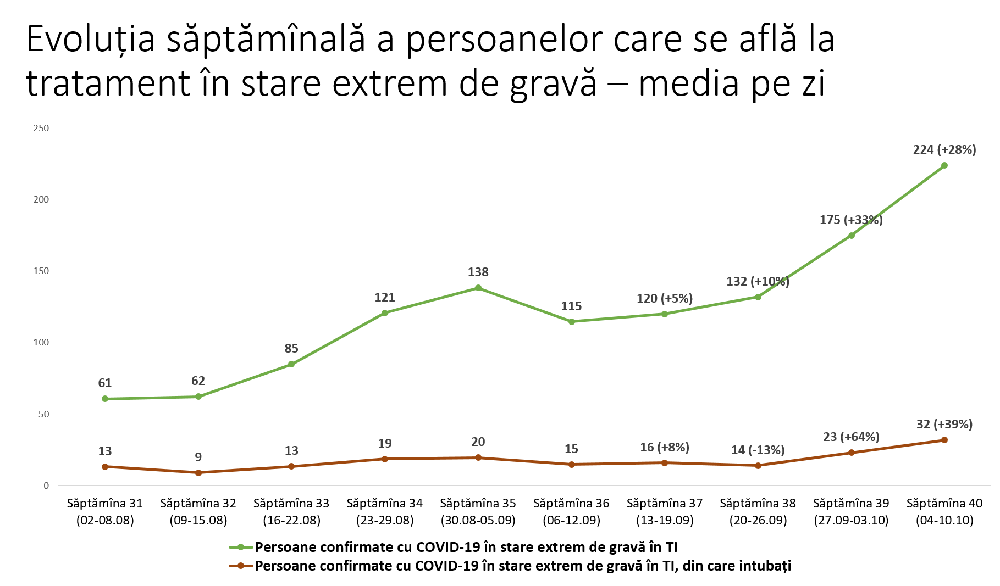 Evoluția săptămînală a persoanelor care se află la
tratament în stare extrem de gravă – media pe zi
250
200
150
100
50
0
61
62
85
121
138
115
120 (+5%)
132 (+10%)
175 (+33%)
224 (+28%)
13
9
13
19
20
15
16 (+8%)
14 (-13%)
23 (+64%)
32 (+39%)
Săptămîna 31
(02-08.08)
Săptămîna 32
(09-15.08)
Săptămîna 33
(16-22.08)
Săptămîna 34
(23-29.08)
Săptămîna 35
(30.08-05.09)
Săptămîna 36
(06-12.09)
Săptămîna 37
(13-19.09)
Săptămîna 38
(20-26.09)
Săptămîna 39
(27.09-03.10)
Săptămîna 40
(04-10.10)
Persoane confirmate cu COVID-19 în stare extrem de gravă în TI
Persoane confirmate cu COVID-19 în stare extrem de gravă în TI, din care intubați